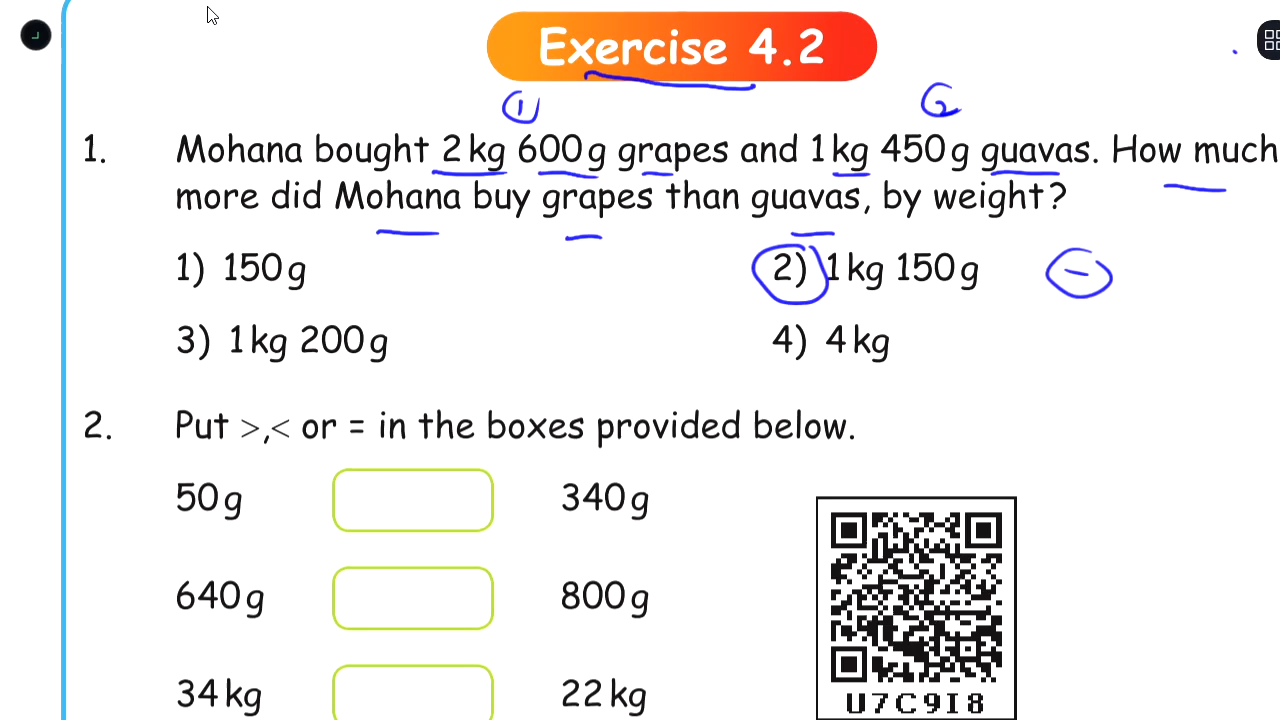 Exercise 4.2
① G
1. Mohana bought 2 kg 600 g grapes and 1 kg 450 g guavas. How much
more did Mohana buy grapes than guavas, by weight?
1) 150 g 2) 1 kg 150 g
3) 1 kg 200 g 4) 4 kg
2. Put >,< or = in the boxes provided below.
50 g 340 g
640 g 800 g
34 kg 22 kg
U7C9I8